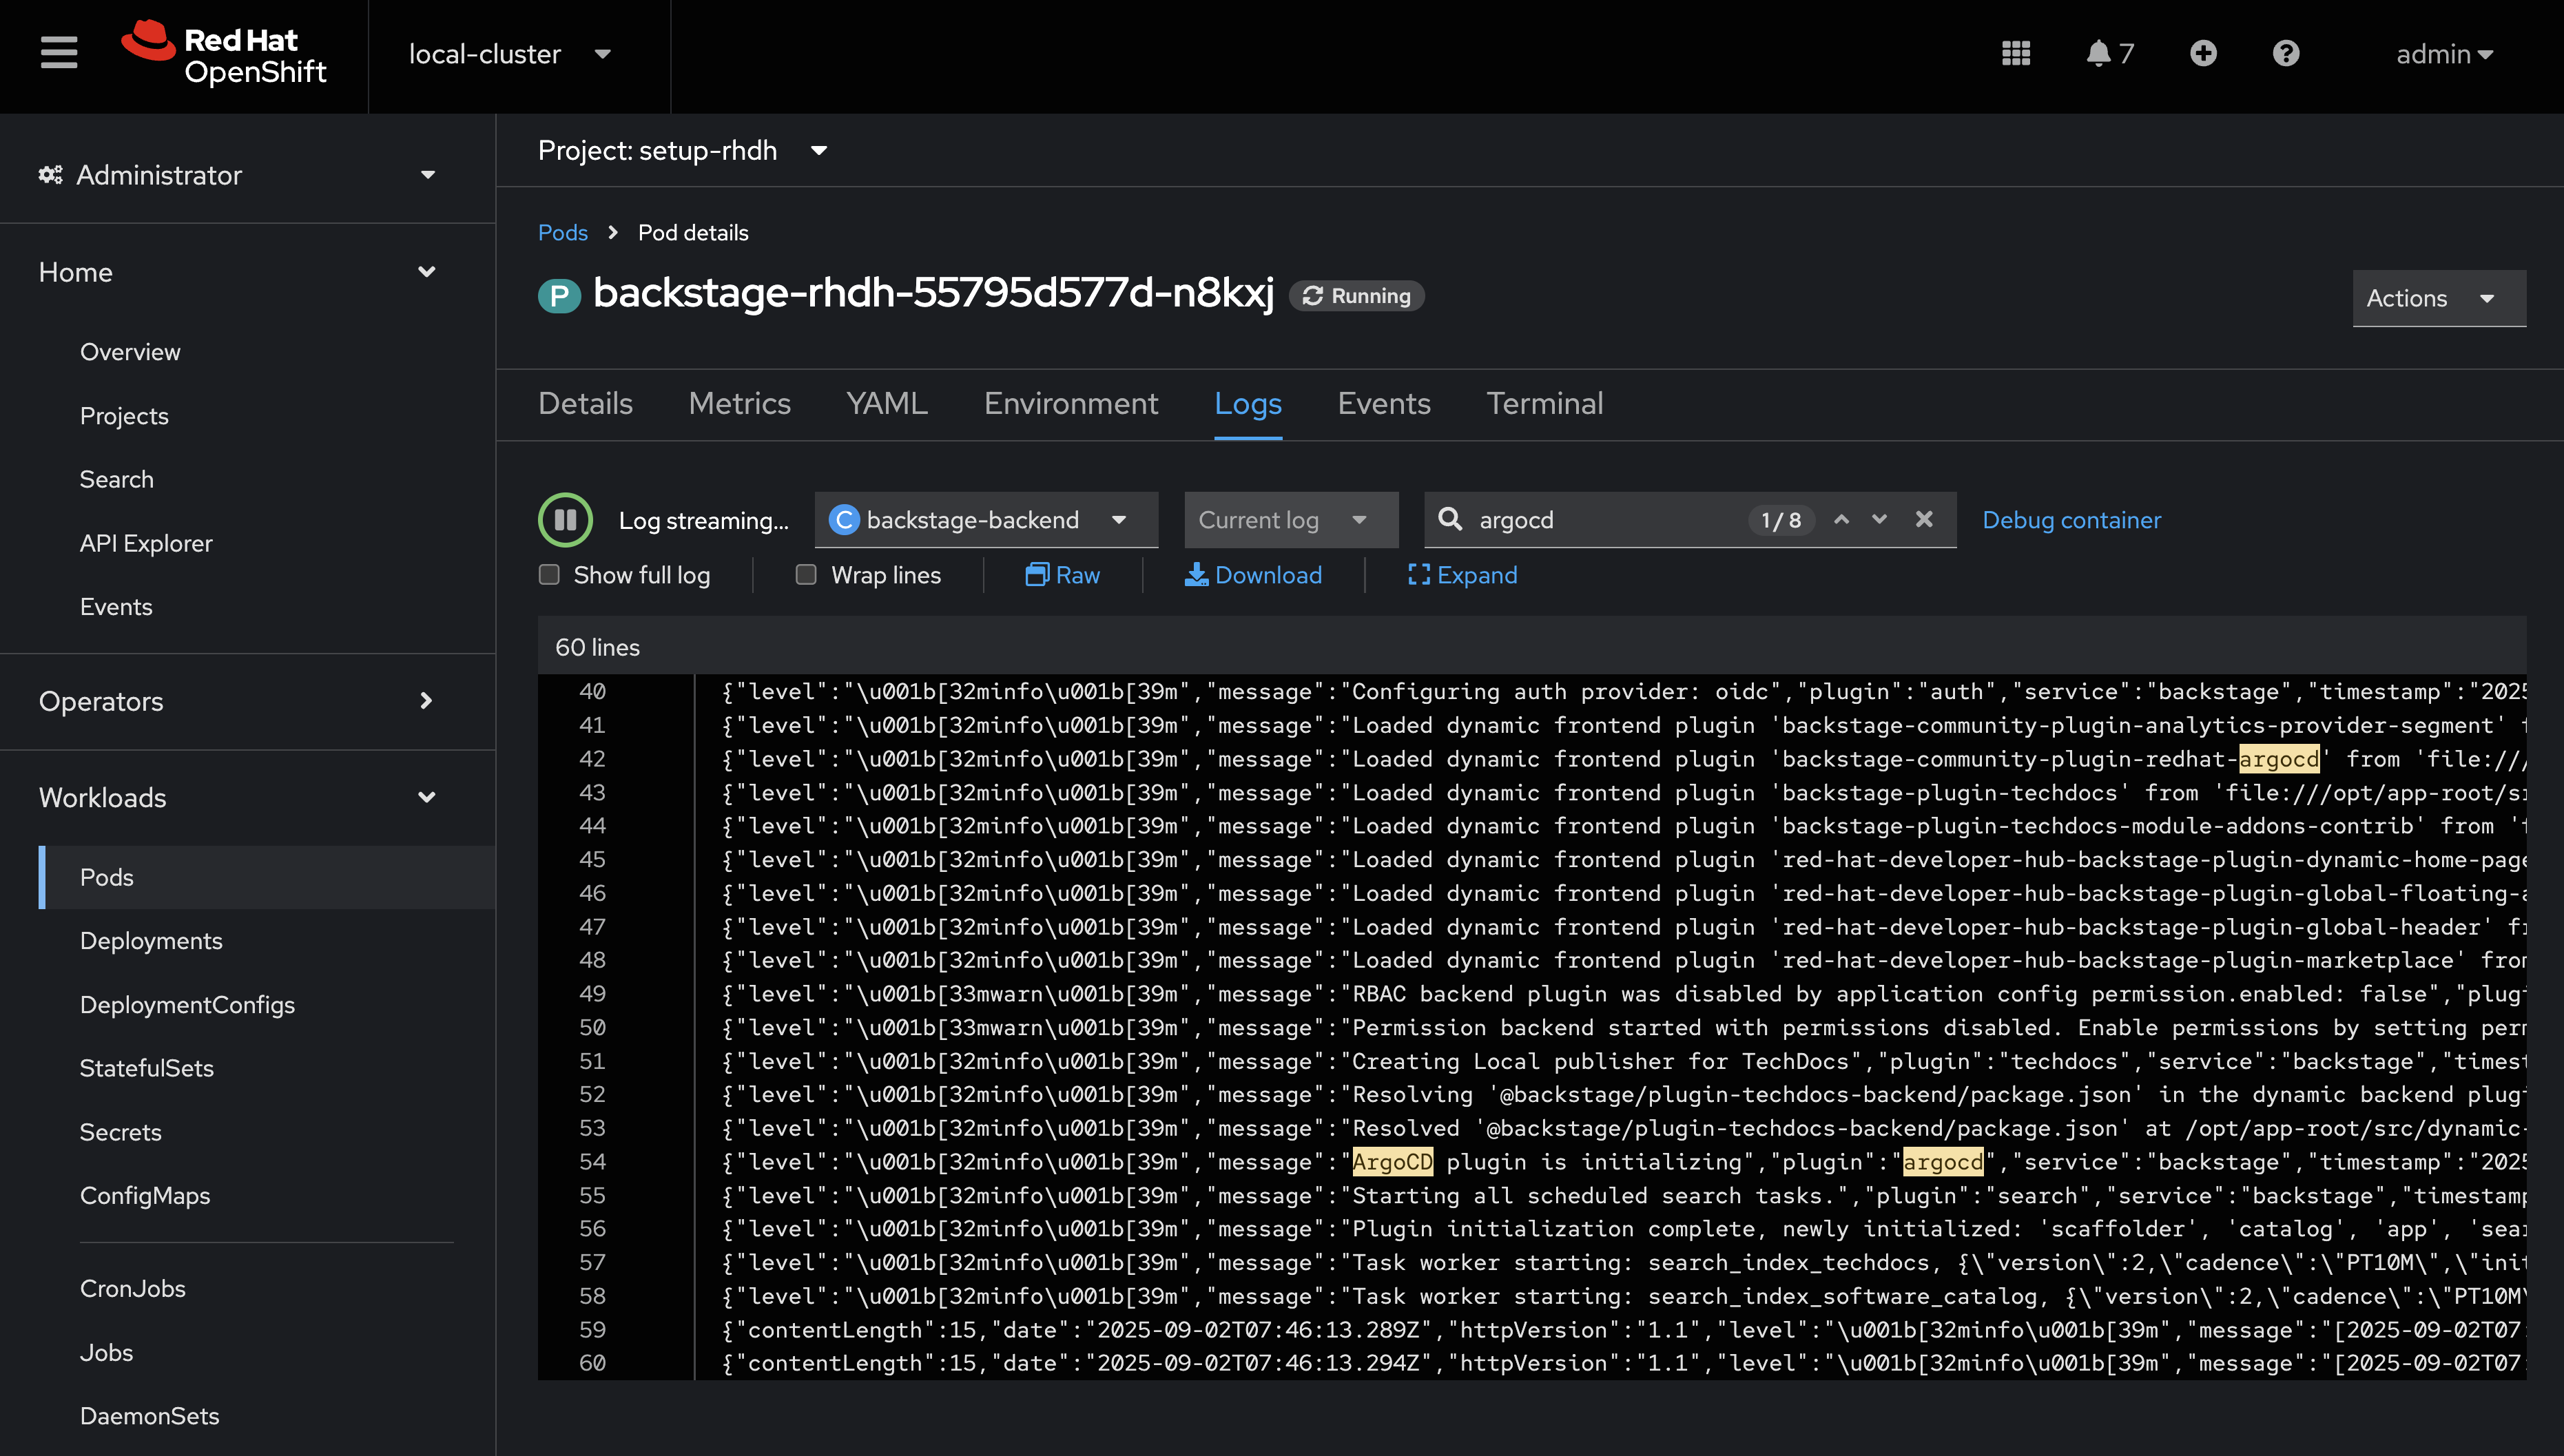 Red Hat
OpenShift
local-cluster
7
admin
Administrator
Home
Overview
Projects
Search
API Explorer
Events
Operators
Workloads
Pods
Deployments
DeploymentConfigs
StatefulSets
Secrets
ConfigMaps
CronJobs
Jobs
DaemonSets
Project: setup-rhdh
Pods > Pod details
P backstage-rhdh-55795d577d-n8kxj Running
Actions
Details Metrics YAML Environment Logs Events Terminal
Log streaming... C backstage-backend Current log argocd 1 / 8 Debug container
Show full log Wrap lines Raw Download Expand
60 lines
40 {"level":"\u001b[32minfo\u001b[39m","message":"Configuring auth provider: oidc","plugin":"auth","service":"backstage","timestamp":"2025
41 {"level":"\u001b[32minfo\u001b[39m","message":"Loaded dynamic frontend plugin 'backstage-community-plugin-analytics-provider-segment' f
42 {"level":"\u001b[32minfo\u001b[39m","message":"Loaded dynamic frontend plugin 'backstage-community-plugin-redhat-argocd' from 'file:///
43 {"level":"\u001b[32minfo\u001b[39m","message":"Loaded dynamic frontend plugin 'backstage-plugin-techdocs' from 'file:///opt/app-root/sr
44 {"level":"\u001b[32minfo\u001b[39m","message":"Loaded dynamic frontend plugin 'backstage-plugin-techdocs-module-addons-contrib' from 'f
45 {"level":"\u001b[32minfo\u001b[39m","message":"Loaded dynamic frontend plugin 'red-hat-developer-hub-backstage-plugin-dynamic-home-page
46 {"level":"\u001b[32minfo\u001b[39m","message":"Loaded dynamic frontend plugin 'red-hat-developer-hub-backstage-plugin-global-floating-a
47 {"level":"\u001b[32minfo\u001b[39m","message":"Loaded dynamic frontend plugin 'red-hat-developer-hub-backstage-plugin-global-header' fr
48 {"level":"\u001b[32minfo\u001b[39m","message":"Loaded dynamic frontend plugin 'red-hat-developer-hub-backstage-plugin-marketplace' from
49 {"level":"\u001b[33mwarn\u001b[39m","message":"RBAC backend plugin was disabled by application config permission.enabled: false","plugi
50 {"level":"\u001b[33mwarn\u001b[39m","message":"Permission backend started with permissions disabled. Enable permissions by setting perm
51 {"level":"\u001b[32minfo\u001b[39m","message":"Creating Local publisher for TechDocs","plugin":"techdocs","service":"backstage","timest
52 {"level":"\u001b[32minfo\u001b[39m","message":"Resolving '@backstage/plugin-techdocs-backend/package.json' in the dynamic backend plugi
53 {"level":"\u001b[32minfo\u001b[39m","message":"Resolved '@backstage/plugin-techdocs-backend/package.json' at /opt/app-root/src/dynamic-
54 {"level":"\u001b[32minfo\u001b[39m","message":"ArgoCD plugin is initializing","plugin":"argocd","service":"backstage","timestamp":"2025
55 {"level":"\u001b[32minfo\u001b[39m","message":"Starting all scheduled search tasks.","plugin":"search","service":"backstage","timestamp
56 {"level":"\u001b[32minfo\u001b[39m","message":"Plugin initialization complete, newly initialized: 'scaffolder', 'catalog', 'app', 'sear
57 {"level":"\u001b[32minfo\u001b[39m","message":"Task worker starting: search_index_techdocs, {\"version\":2,\"cadence\":\"PT10M\",\"init
58 {"level":"\u001b[32minfo\u001b[39m","message":"Task worker starting: search_index_software_catalog, {\"version\":2,\"cadence\":\"PT10M\
59 {"contentLength":15,"date":"2025-09-02T07:46:13.289Z","httpVersion":"1.1","level":"\u001b[32minfo\u001b[39m","message":"[2025-09-02T07:
60 {"contentLength":15,"date":"2025-09-02T07:46:13.294Z","httpVersion":"1.1","level":"\u001b[32minfo\u001b[39m","message":"[2025-09-02T07: